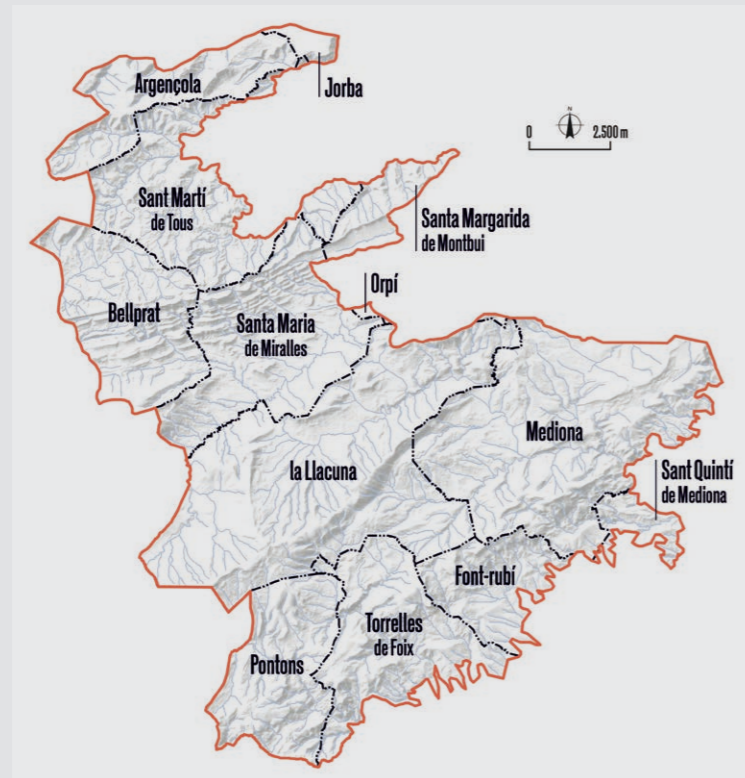 Argençola
Jorba
N
0 2.500 m
Sant Martí
de Tous
Santa Margarida
de Montbui
Orpí
Bellprat
Santa Maria
de Miralles
Mediona
la Llacuna
Sant Quintí
de Mediona
Font-rubí
Torrelles
de Foix
Pontons